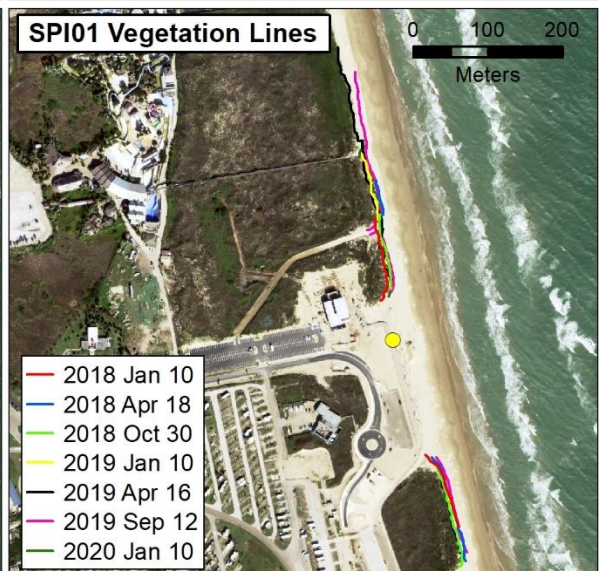 SPI01 Vegetation Lines
0 100 200
Meters
2018 Jan 10
2018 Apr 18
2018 Oct 30
2019 Jan 10
2019 Apr 16
2019 Sep 12
2020 Jan 10